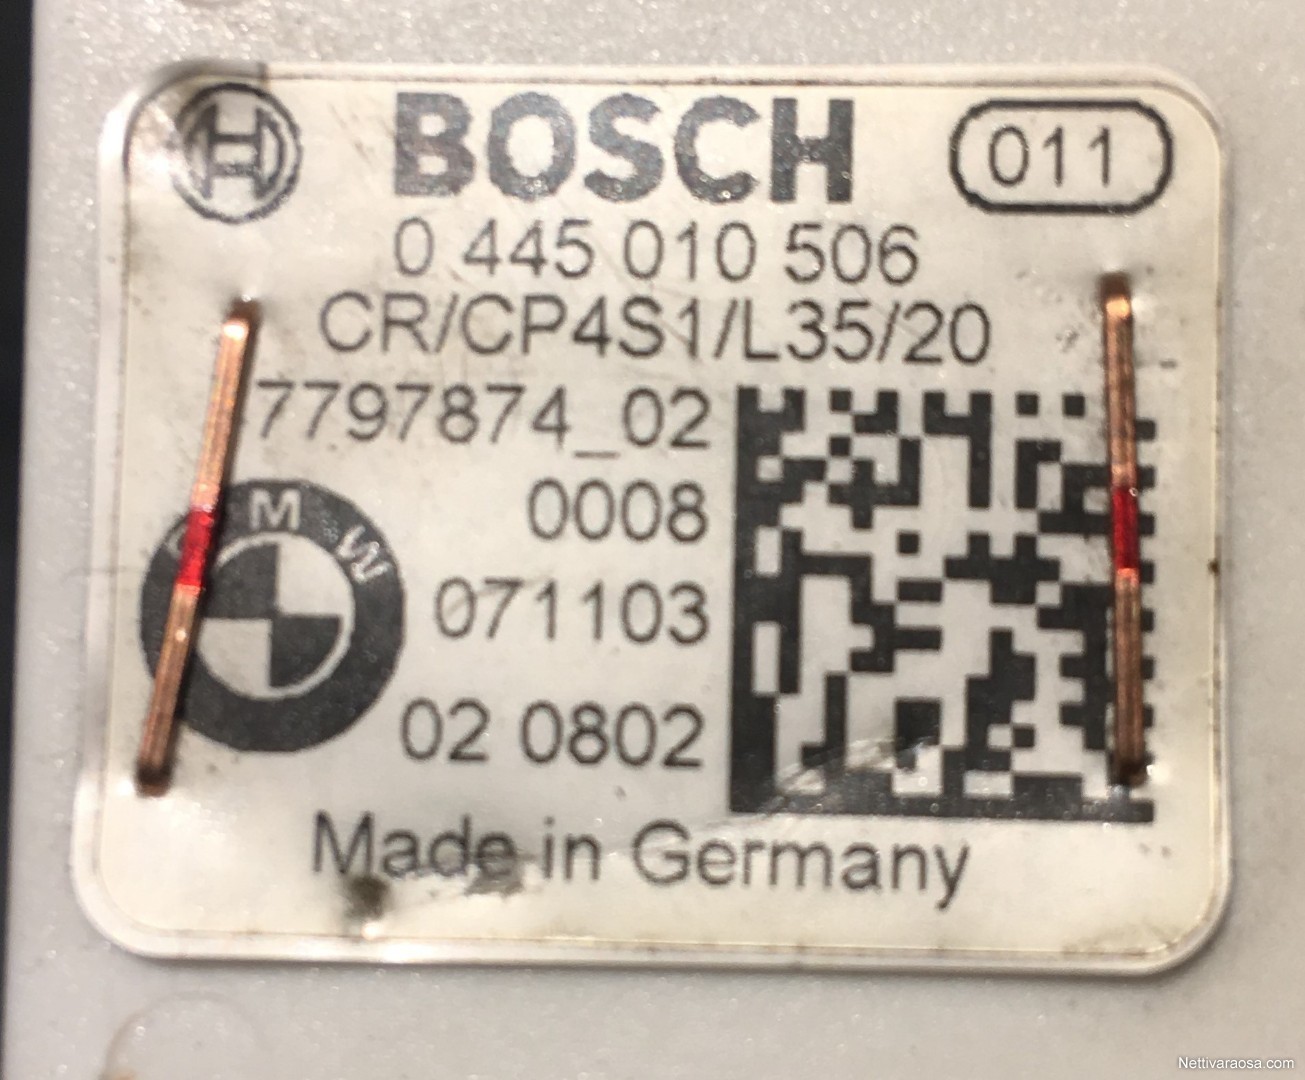 BOSCH 011
0 445 010 506
CR/CP4S1/L35/20
7797874_02
0008
M W
071103
02 0802
Made in Germany
Nettivaraosa.com